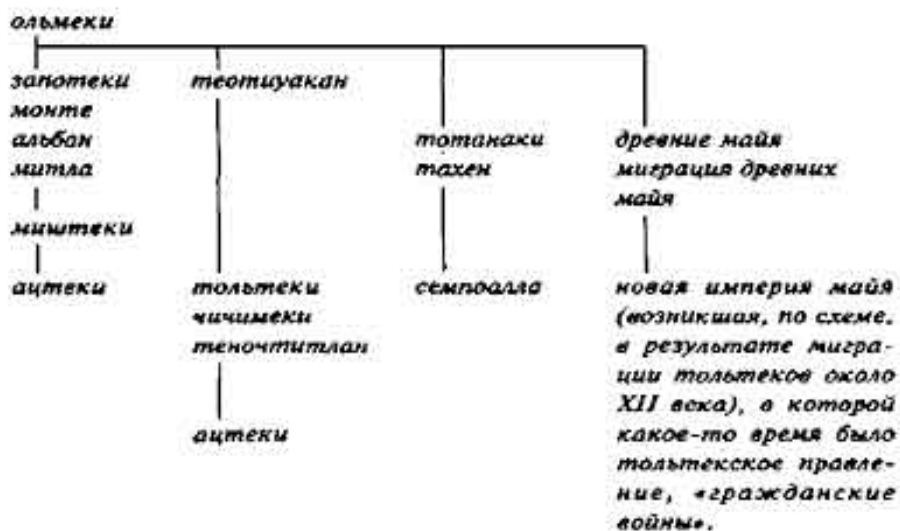 ольмеки
запотеки
монте
альбан
митла
миштеки
ацтеки
теотиуакан
тольтеки
чичимеки
теночтитлан
ацтеки
тотанаки
тахен
семпоалла
древние майя
миграция древних
майя
новая империя майя
(возникшая, по схеме,
в результате мигра-
ции тольтеков около
XII века), в которой
какое-то время было
тольтекское правле-
ние, «гражданские
войны».